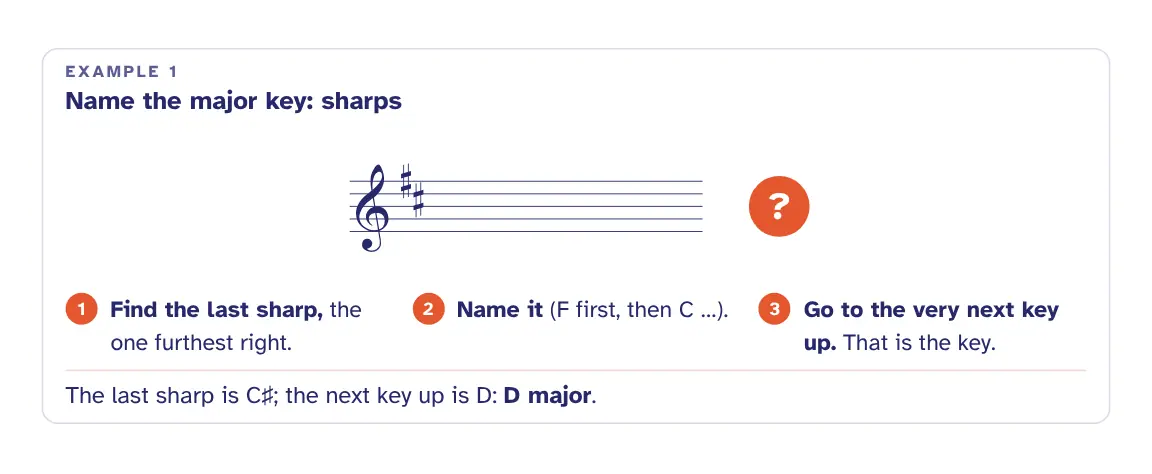 EXAMPLE 1
Name the major key: sharps
?
1 Find the last sharp, the
one furthest right.
2 Name it (F first, then C ...).
3 Go to the very next key
up. That is the key.
The last sharp is C♯; the next key up is D: D major.